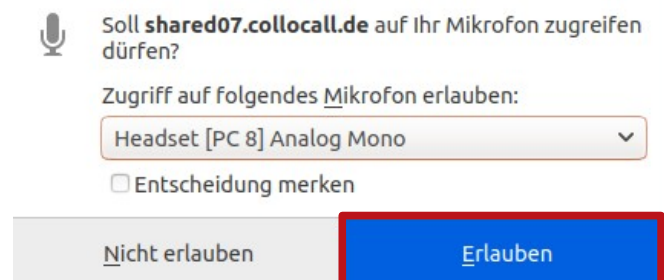 Soll shared07.collocall.de auf Ihr Mikrofon zugreifen
dürfen?
Zugriff auf folgendes Mikrofon erlauben:
Headset [PC 8] Analog Mono
Entscheidung merken
Nicht erlauben
Erlauben